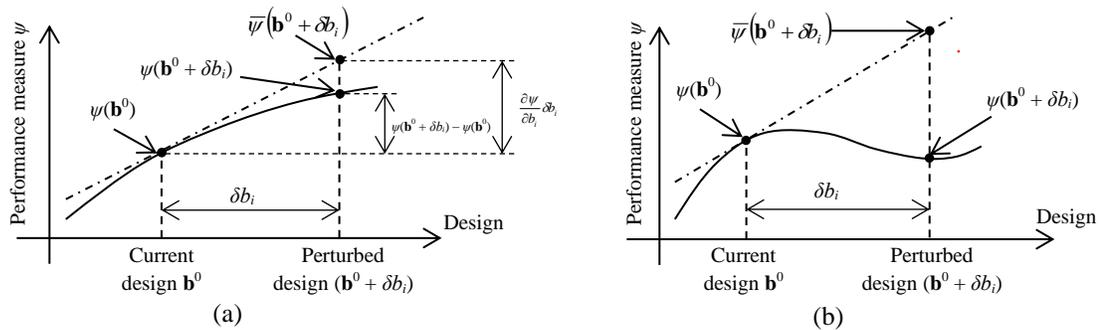 Performance measure ψ
ψ̅(b⁰ + δbᵢ)
ψ(b⁰ + δbᵢ)
ψ(b⁰)
ψ(b⁰ + δbᵢ) − ψ(b⁰)
∂ψ/∂bᵢ δbᵢ
δbᵢ
Design
Current
design b⁰
Perturbed
design (b⁰ + δbᵢ)
(a)
Performance measure ψ
ψ̅(b⁰ + δbᵢ)
ψ(b⁰)
ψ(b⁰ + δbᵢ)
δbᵢ
Design
Current
design b⁰
Perturbed
design (b⁰ + δbᵢ)
(b)